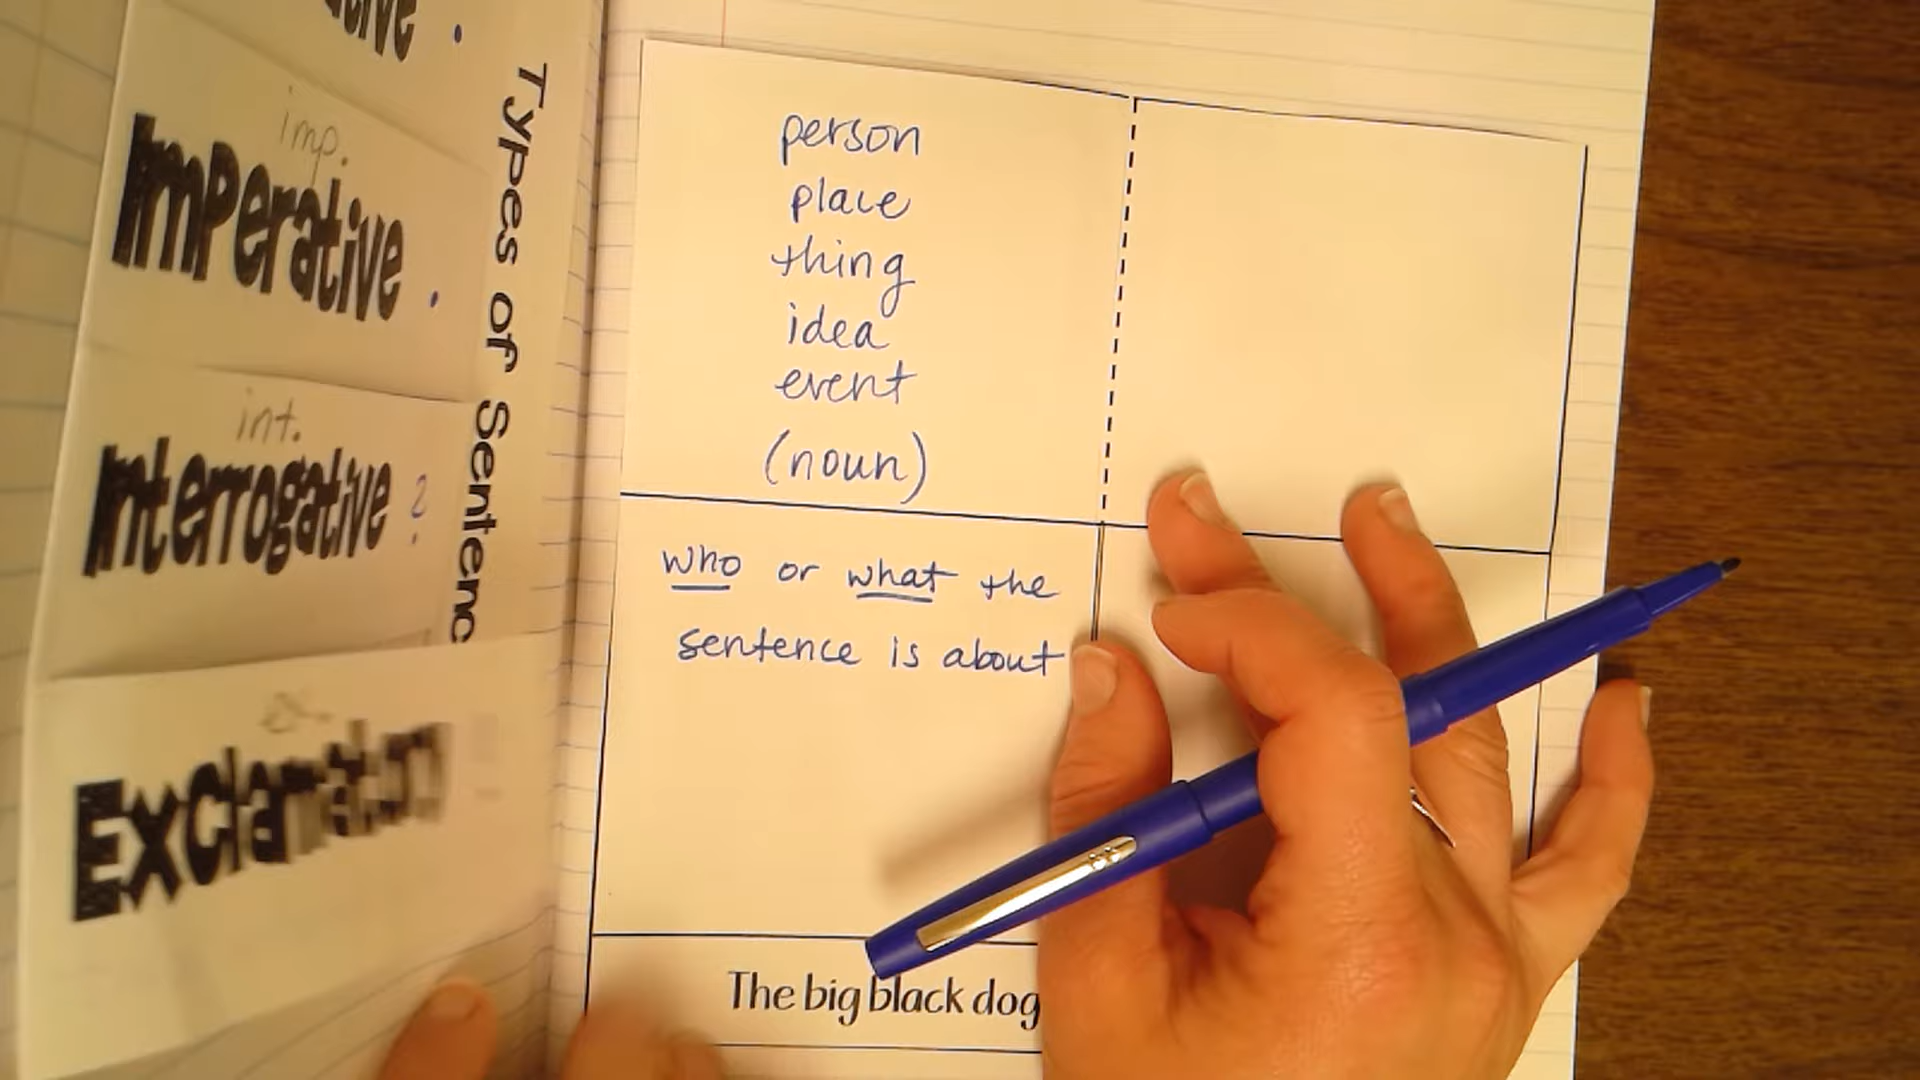 imp.
Imperative .
int.
Interrogative ?
ex.
Types of Sentenc
person
place
thing
idea
event
(noun)
who or what the
sentence is about
The big black dog